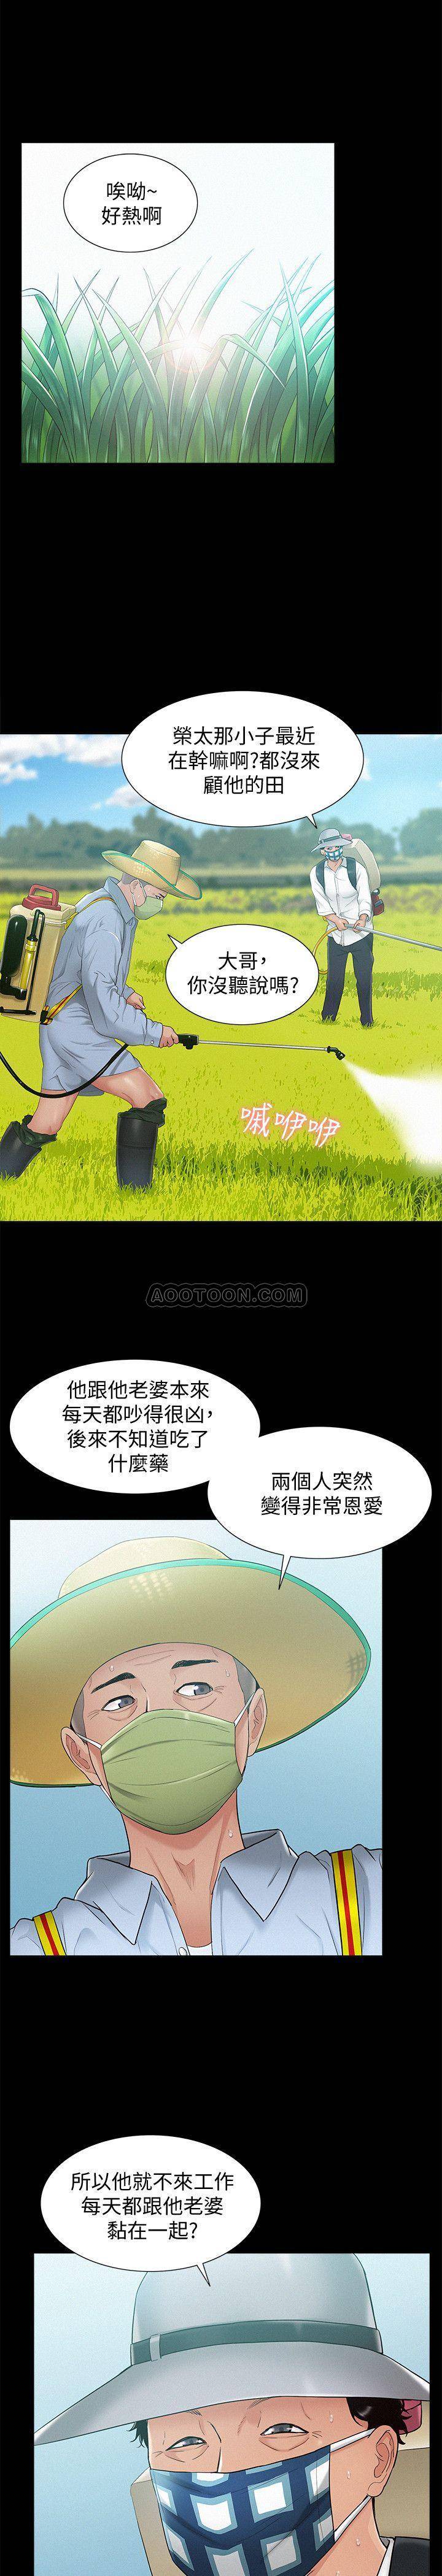 唉呦~
好熱啊
榮太那小子最近
在幹嘛啊?都沒來
顧他的田
大哥,
你沒聽說嗎?
嘁咿咿
AOOTOON
他跟他老婆本來
每天都吵得很凶,
後來不知道吃了
什麼藥
兩個人突然
變得非常恩愛
所以他就不來工作
每天都跟他老婆
黏在一起?